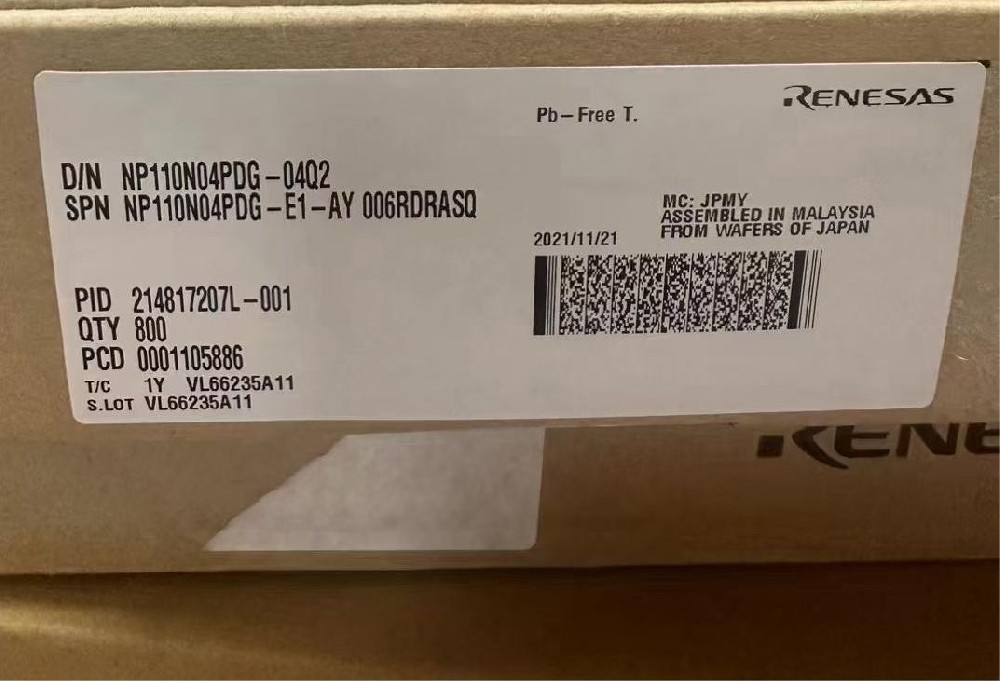 RENESAS
Pb-Free T.
D/N NP110N04PDG-04Q2
SPN NP110N04PDG-E1-AY 006RDRASQ
MC: JPMY
ASSEMBLED IN MALAYSIA
FROM WAFERS OF JAPAN
2021/11/21
PID 214817207L-001
QTY 800
PCD 0001105886
T/C 1Y VL66235A11
S.LOT VL66235A11
RENE